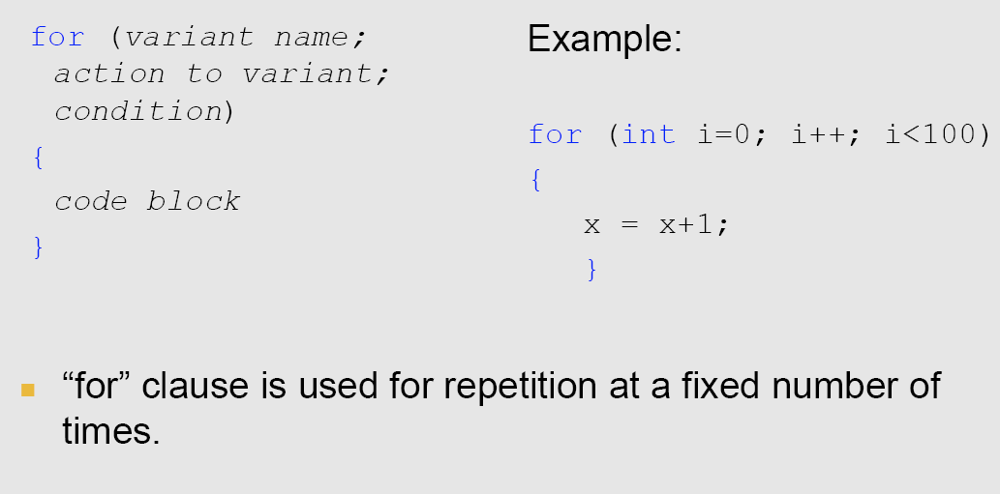 for (variant name;
action to variant;
condition)
{
code block
}
Example:
for (int i=0; i++; i<100)
{
x = x+1;
}
“for” clause is used for repetition at a fixed number of
times.